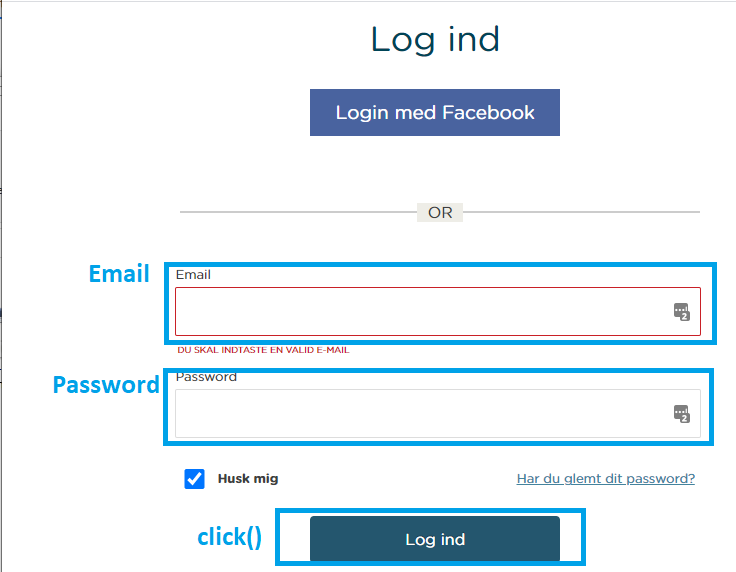 Log ind
Login med Facebook
OR
Email
Email
DU SKAL INDTASTE EN VALID E-MAIL
Password
Password
Husk mig
Har du glemt dit password?
click()
Log ind